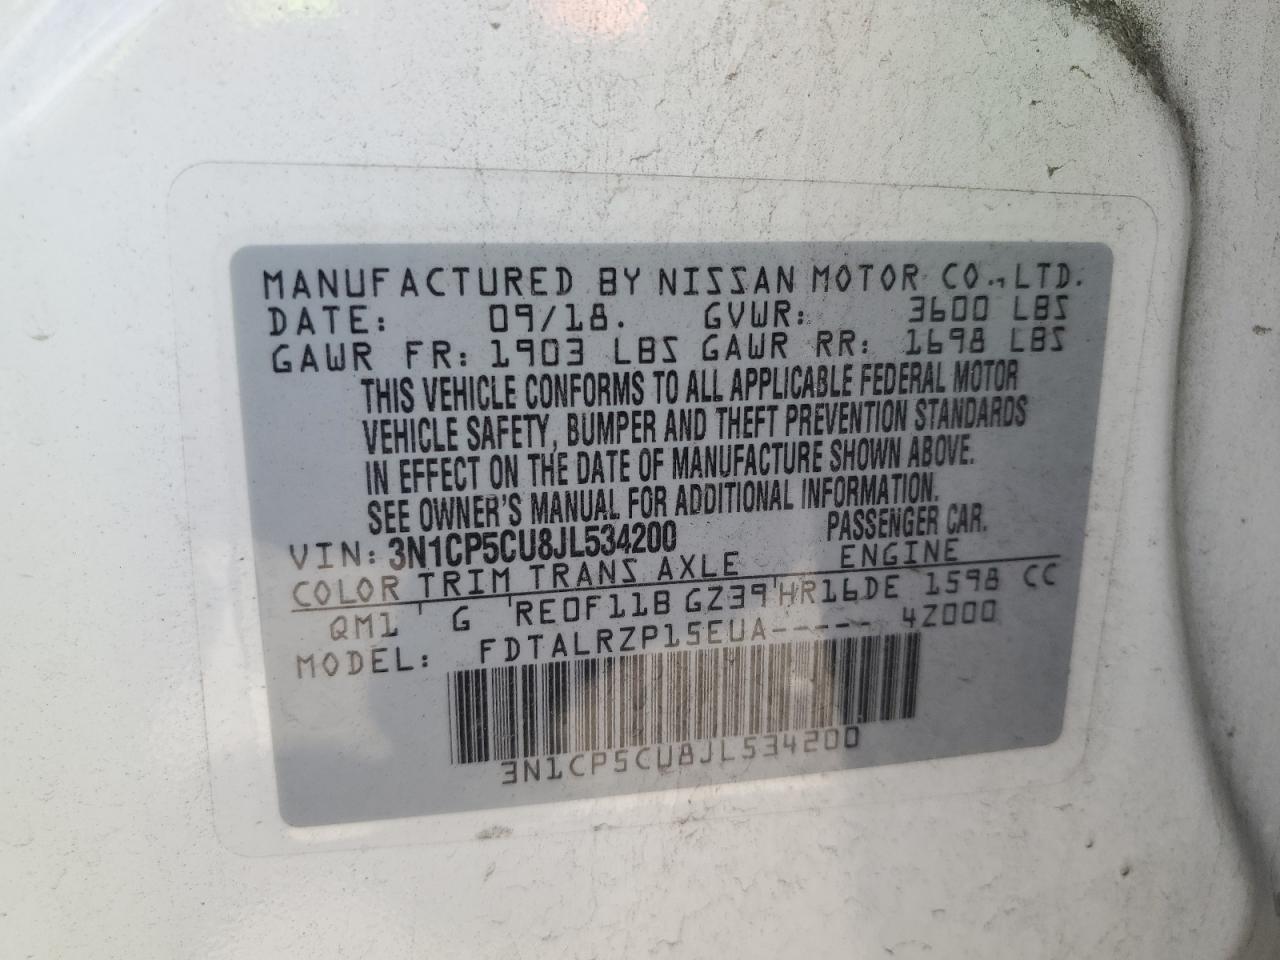 MANUFACTURED BY NISSAN MOTOR CO., LTD.
DATE: 09/18. GVWR: 3600 LBS
GAWR FR: 1903 LBS GAWR RR: 1698 LBS
THIS VEHICLE CONFORMS TO ALL APPLICABLE FEDERAL MOTOR
VEHICLE SAFETY, BUMPER AND THEFT PREVENTION STANDARDS
IN EFFECT ON THE DATE OF MANUFACTURE SHOWN ABOVE.
SEE OWNER'S MANUAL FOR ADDITIONAL INFORMATION.
VIN: 3N1CP5CU8JL534200 PASSENGER CAR.
COLOR TRIM TRANS AXLE ENGINE
QM1 G RE0F11B GZ39 HR16DE 1598 CC
MODEL: FDTALRZP15EUA----- 4Z000
3N1CP5CU8JL534200